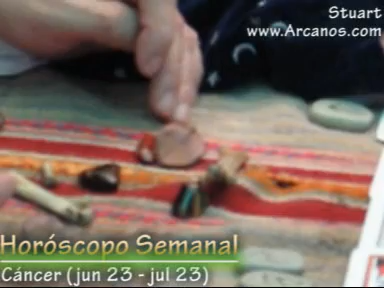 Stuart
www.Arcanos.com
Horóscopo Semanal
Cáncer (jun 23 - jul 23)